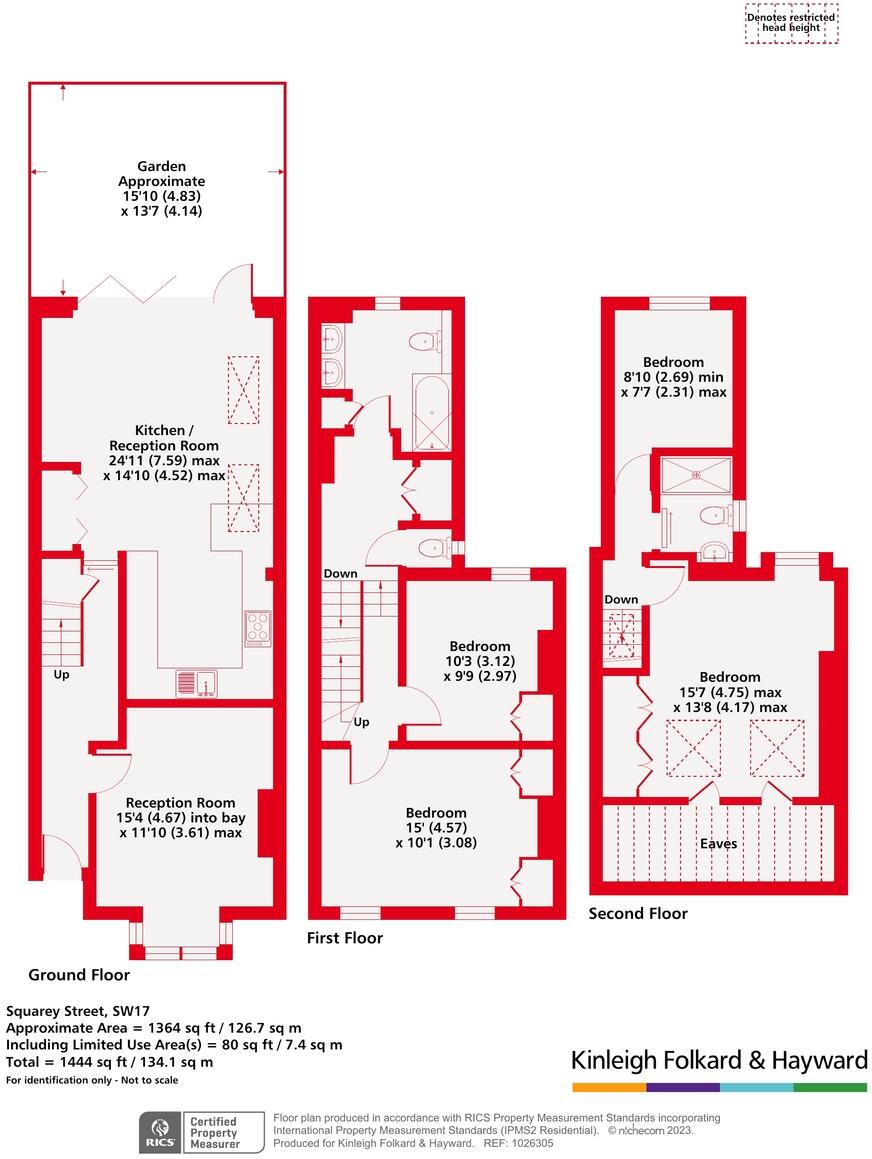 Denotes restricted
head height
Garden
Approximate
15'10 (4.83)
x 13'7 (4.14)
Kitchen /
Reception Room
24'11 (7.59) max
x 14'10 (4.52) max
Up
Reception Room
15'4 (4.67) into bay
x 11'10 (3.61) max
Ground Floor
Down
Up
Bedroom
10'3 (3.12)
x 9'9 (2.97)
Bedroom
15' (4.57)
x 10'1 (3.08)
First Floor
Bedroom
8'10 (2.69) min
x 7'7 (2.31) max
Down
Bedroom
15'7 (4.75) max
x 13'8 (4.17) max
Eaves
Second Floor
Squarey Street, SW17
Approximate Area = 1364 sq ft / 126.7 sq m
Including Limited Use Area(s) = 80 sq ft / 7.4 sq m
Total = 1444 sq ft / 134.1 sq m
For identification only - Not to scale
Kinleigh Folkard & Hayward
RICS
Certified
Property
Measurer
Floor plan produced in accordance with RICS Property Measurement Standards incorporating
International Property Measurement Standards (IPMS2 Residential). © nichecom 2023.
Produced for Kinleigh Folkard & Hayward. REF: 1026305